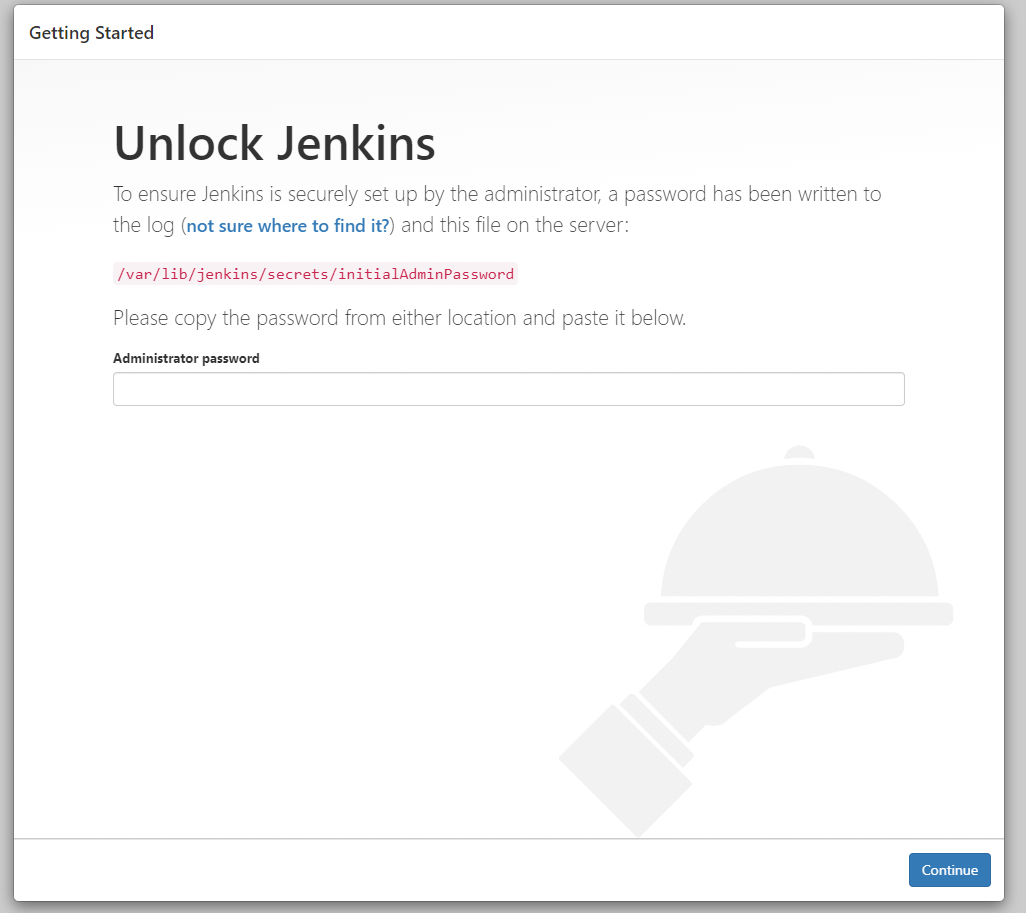 Getting Started
Unlock Jenkins
To ensure Jenkins is securely set up by the administrator, a password has been written to
the log (not sure where to find it?) and this file on the server:
/var/lib/jenkins/secrets/initialAdminPassword
Please copy the password from either location and paste it below.
Administrator password
Continue